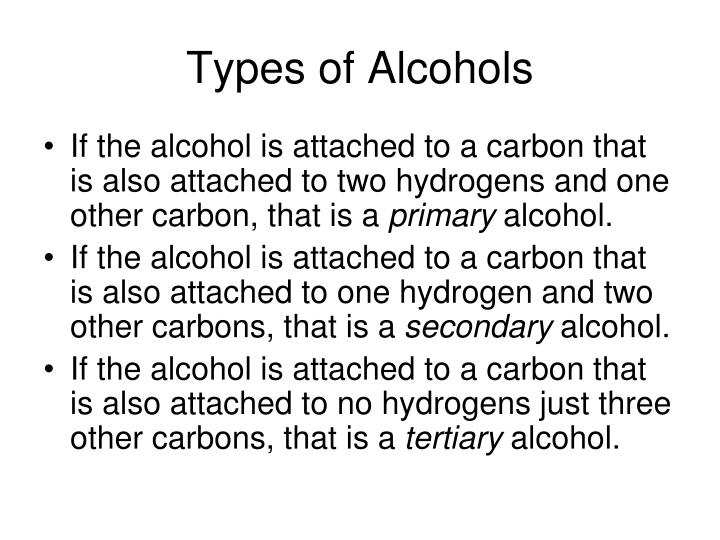 Types of Alcohols
• If the alcohol is attached to a carbon that
is also attached to two hydrogens and one
other carbon, that is a primary alcohol.
• If the alcohol is attached to a carbon that
is also attached to one hydrogen and two
other carbons, that is a secondary alcohol.
• If the alcohol is attached to a carbon that
is also attached to no hydrogens just three
other carbons, that is a tertiary alcohol.